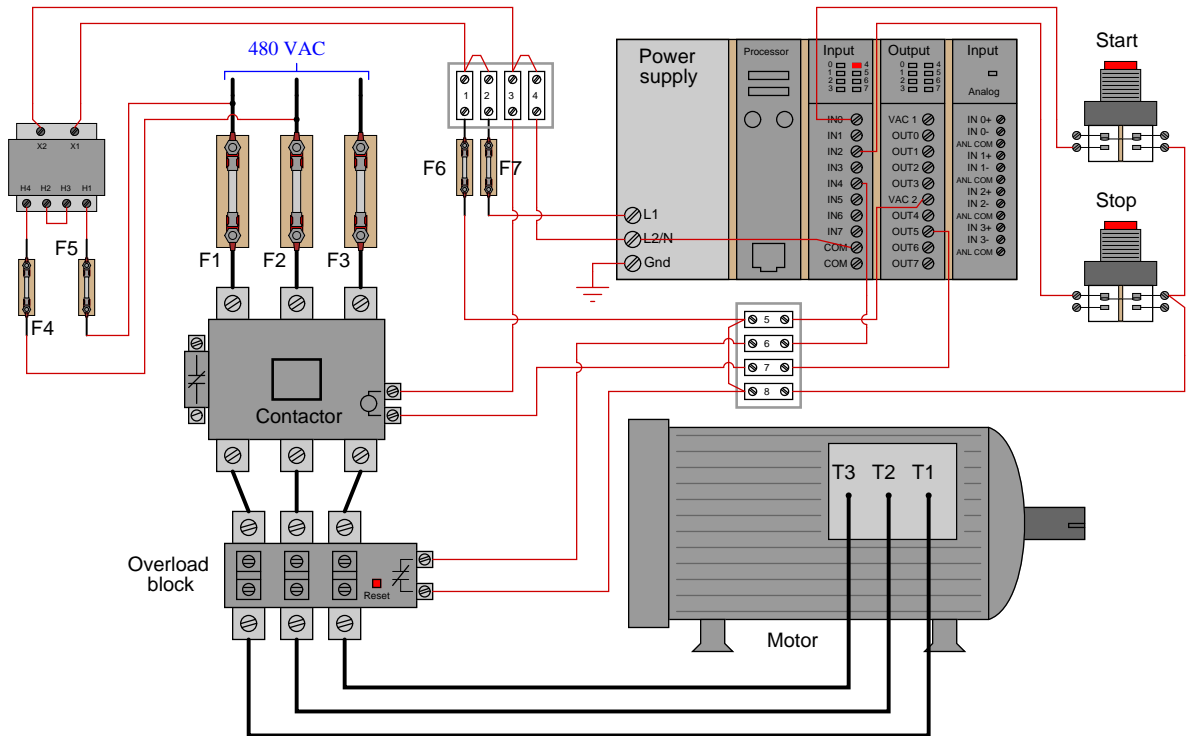 480 VAC
X2 X1
H4 H2 H3 H1
F5
F4
F1 F2 F3
1 2 3 4
F6 F7
Power
supply
L1
L2/N
Gnd
Processor
Input
0 4
1 5
2 6
3 7
IN0
IN1
IN2
IN3
IN4
IN5
IN6
IN7
COM
COM
Output
0 4
1 5
2 6
3 7
VAC 1
OUT0
OUT1
OUT2
OUT3
VAC 2
OUT4
OUT5
OUT6
OUT7
Input
Analog
IN 0+
IN 0-
ANL COM
IN 1+
IN 1-
ANL COM
IN 2+
IN 2-
ANL COM
IN 3+
IN 3-
ANL COM
Start
Stop
5
6
7
8
Contactor
Overload
block
Reset
T3 T2 T1
Motor